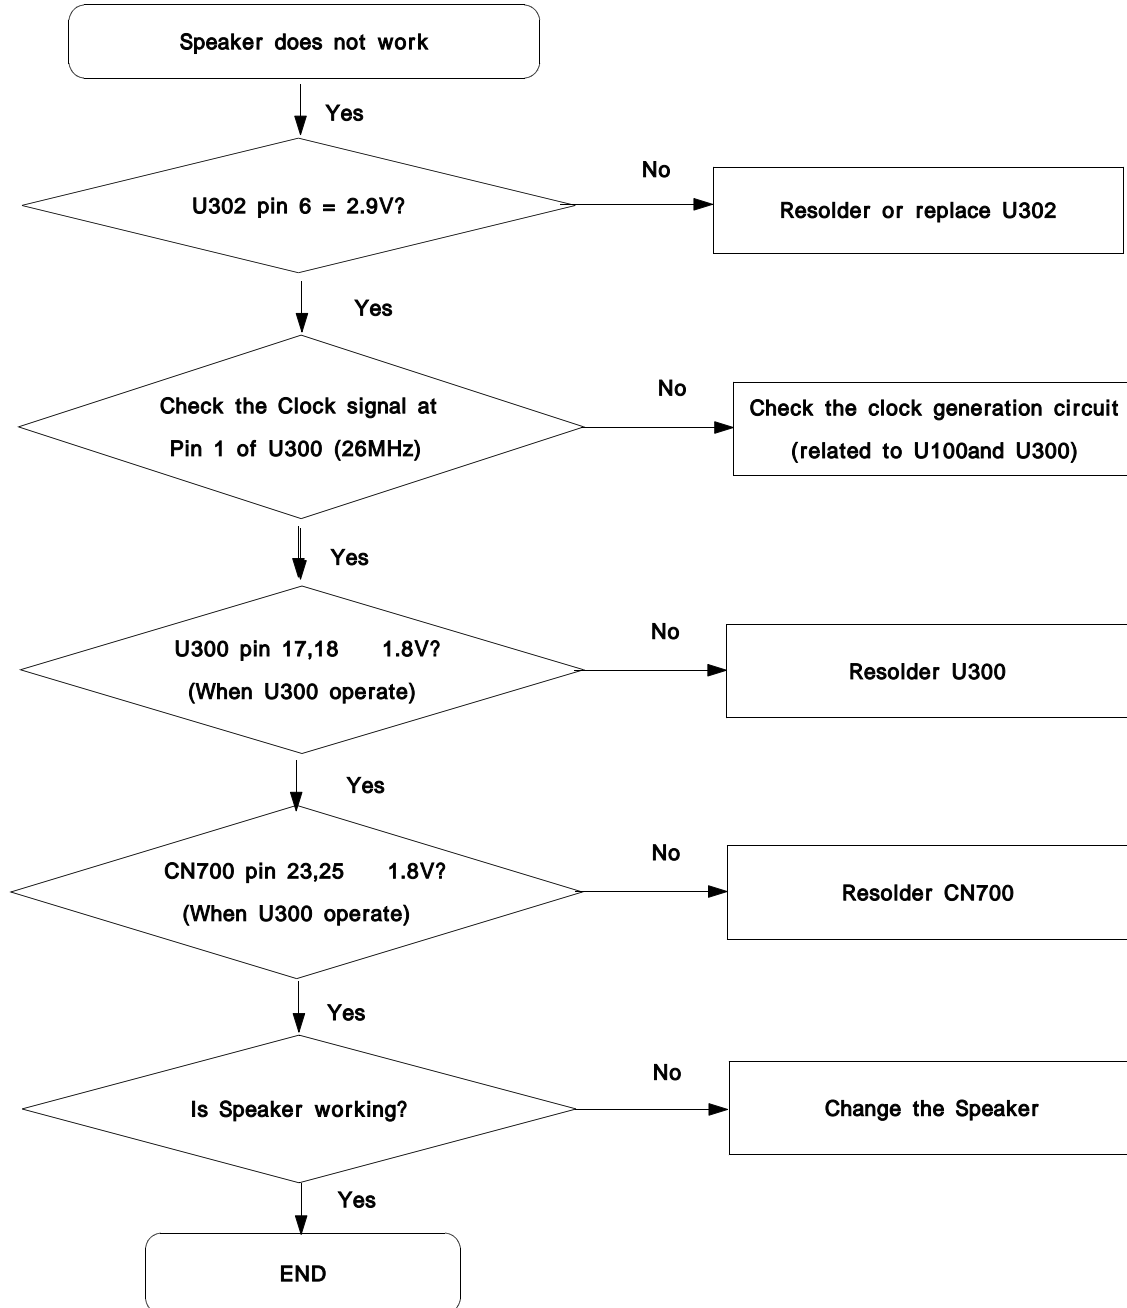 Speaker does not work
Yes
No
U302 pin 6 = 2.9V?
Resolder or replace U302
Yes
No
Check the Clock signal at
Pin 1 of U300 (26MHz)
Check the clock generation circuit
(related to U100and U300)
Yes
No
U300 pin 17,18 1.8V?
(When U300 operate)
Resolder U300
Yes
No
CN700 pin 23,25 1.8V?
(When U300 operate)
Resolder CN700
Yes
No
Is Speaker working?
Change the Speaker
Yes
END